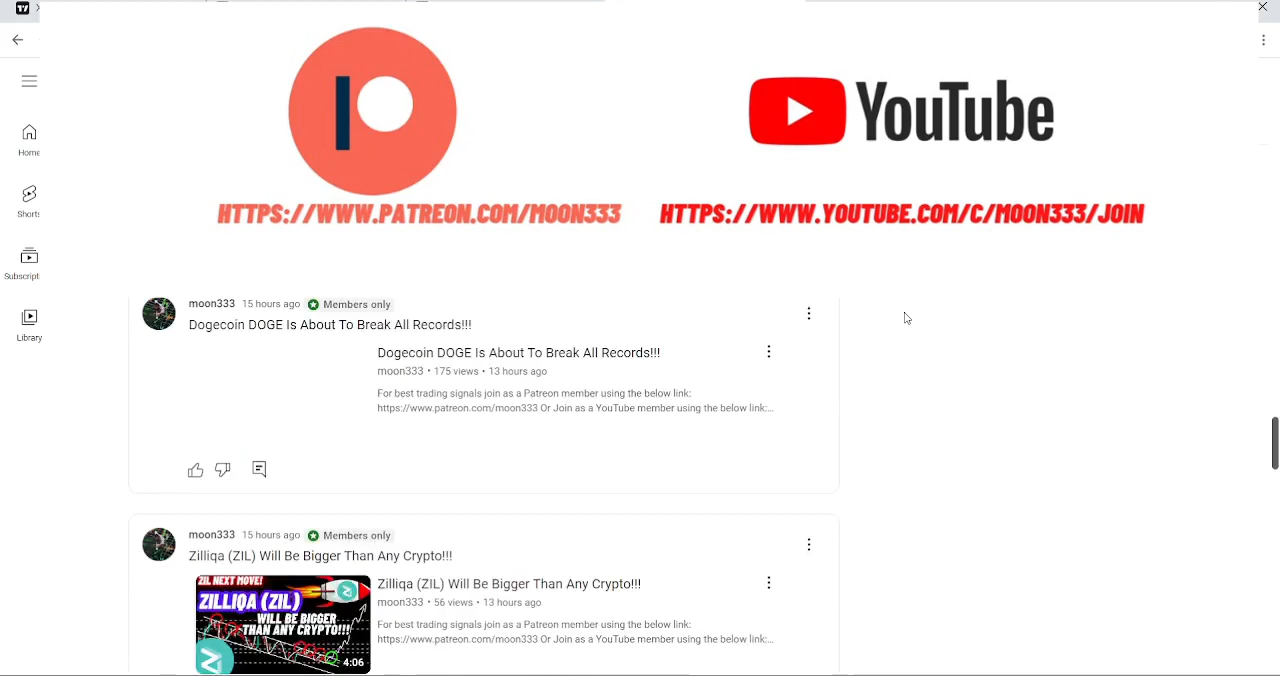 YouTube
HTTPS://WWW.PATREON.COM/MOON333
HTTPS://WWW.YOUTUBE.COM/C/MOON333/JOIN
Home
Shorts
Subscripti
Library
moon333 15 hours ago Members only
Dogecoin DOGE Is About To Break All Records!!!
Dogecoin DOGE Is About To Break All Records!!!
moon333 • 175 views • 13 hours ago
For best trading signals join as a Patreon member using the below link:
https://www.patreon.com/moon333 Or Join as a YouTube member using the below link:...
moon333 15 hours ago Members only
Zilliqa (ZIL) Will Be Bigger Than Any Crypto!!!
ZIL NEXT MOVE!
ZILLIQA (ZIL)
WILL BE BIGGER
THAN ANY CRYPTO!!!
4:06
Zilliqa (ZIL) Will Be Bigger Than Any Crypto!!!
moon333 • 56 views • 13 hours ago
For best trading signals join as a Patreon member using the below link:
https://www.patreon.com/moon333 Or Join as a YouTube member using the below link:...